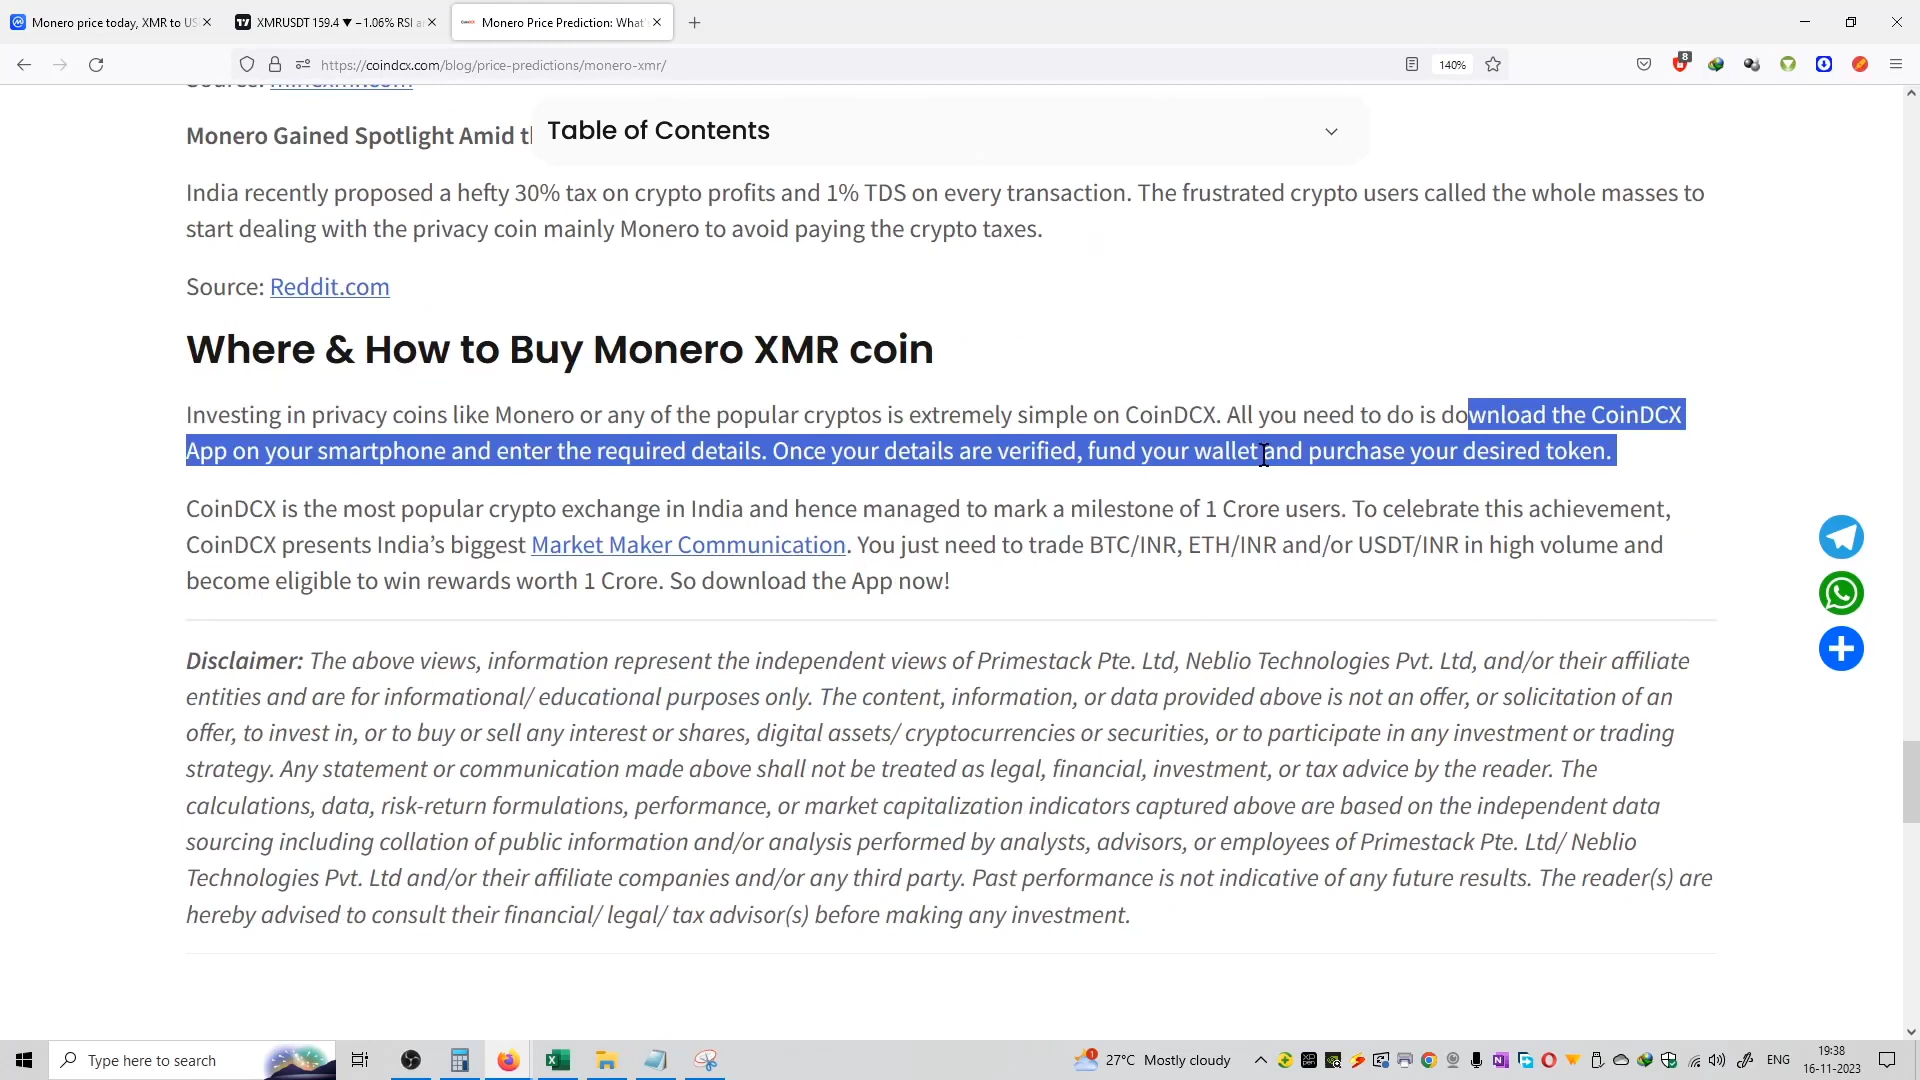 Monero price today, XMR to US
XMRUSDT 159.4 ▼ −1.06% RSI a
Monero Price Prediction: What'
https://coindcx.com/blog/price-predictions/monero-xmr/
140%
8
Source: minexmr.com
Table of Contents
Monero Gained Spotlight Amid t
India recently proposed a hefty 30% tax on crypto profits and 1% TDS on every transaction. The frustrated crypto users called the whole masses to
start dealing with the privacy coin mainly Monero to avoid paying the crypto taxes.
Source: Reddit.com
Where & How to Buy Monero XMR coin
Investing in privacy coins like Monero or any of the popular cryptos is extremely simple on CoinDCX. All you need to do is download the CoinDCX
App on your smartphone and enter the required details. Once your details are verified, fund your wallet and purchase your desired token.
CoinDCX is the most popular crypto exchange in India and hence managed to mark a milestone of 1 Crore users. To celebrate this achievement,
CoinDCX presents India’s biggest Market Maker Communication. You just need to trade BTC/INR, ETH/INR and/or USDT/INR in high volume and
become eligible to win rewards worth 1 Crore. So download the App now!
Disclaimer: The above views, information represent the independent views of Primestack Pte. Ltd, Neblio Technologies Pvt. Ltd, and/or their affiliate
entities and are for informational/ educational purposes only. The content, information, or data provided above is not an offer, or solicitation of an
offer, to invest in, or to buy or sell any interest or shares, digital assets/ cryptocurrencies or securities, or to participate in any investment or trading
strategy. Any statement or communication made above shall not be treated as legal, financial, investment, or tax advice by the reader. The
calculations, data, risk-return formulations, performance, or market capitalization indicators captured above are based on the independent data
sourcing including collation of public information and/or analysis performed by analysts, advisors, or employees of Primestack Pte. Ltd/ Neblio
Technologies Pvt. Ltd and/or their affiliate companies and/or any third party. Past performance is not indicative of any future results. The reader(s) are
hereby advised to consult their financial/ legal/ tax advisor(s) before making any investment.
Type here to search
27°C Mostly cloudy
ENG
19:38
16-11-2023